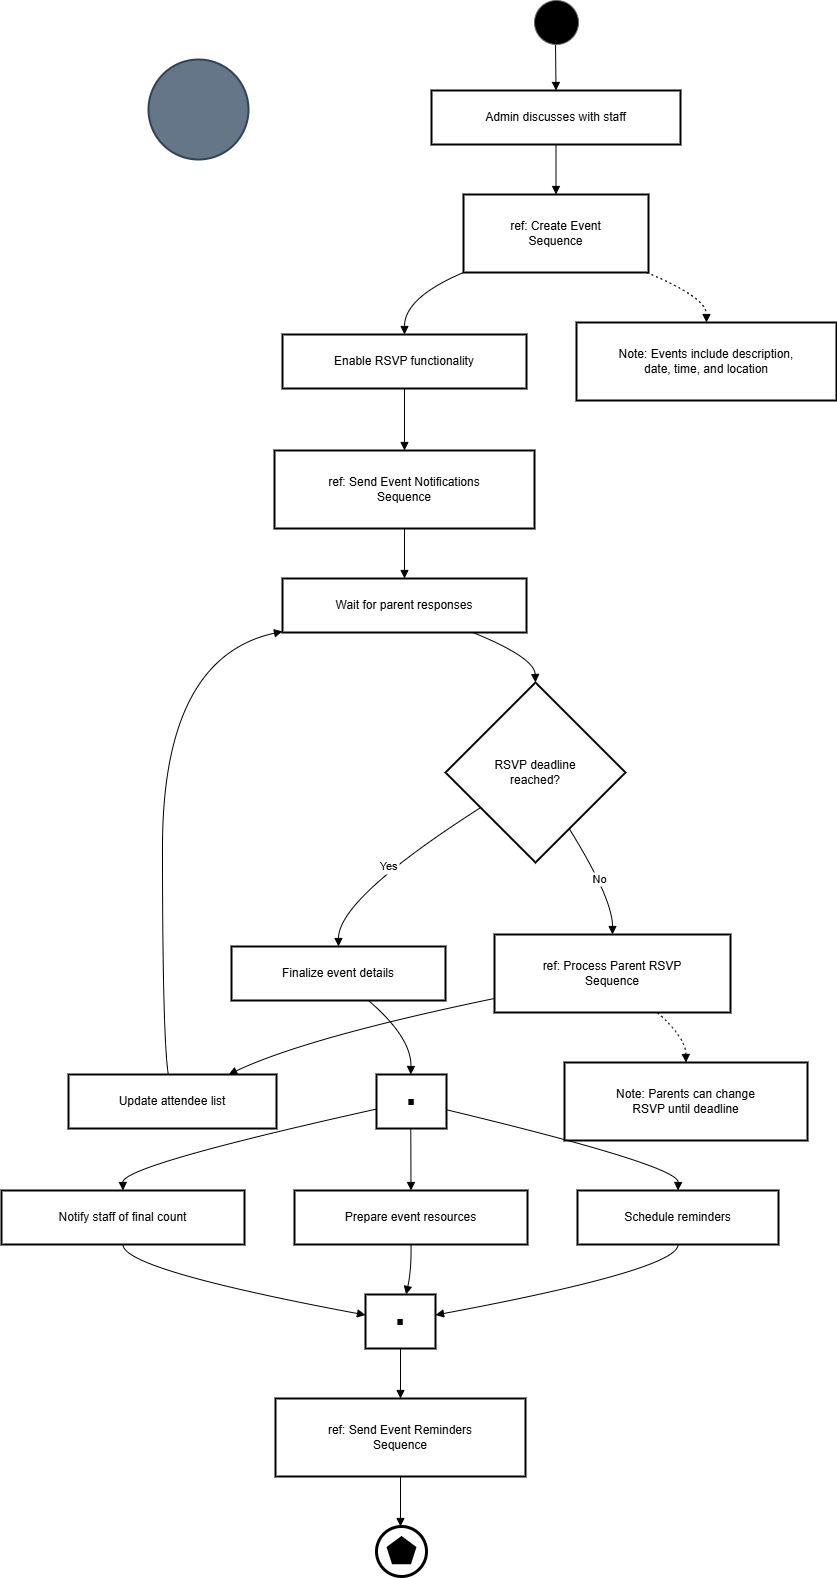 Admin discusses with staff
ref: Create Event
Sequence
Enable RSVP functionality
Note: Events include description,
date, time, and location
ref: Send Event Notifications
Sequence
Wait for parent responses
RSVP deadline
reached?
Yes
No
Finalize event details
ref: Process Parent RSVP
Sequence
Update attendee list
Note: Parents can change
RSVP until deadline
Notify staff of final count
Prepare event resources
Schedule reminders
ref: Send Event Reminders
Sequence